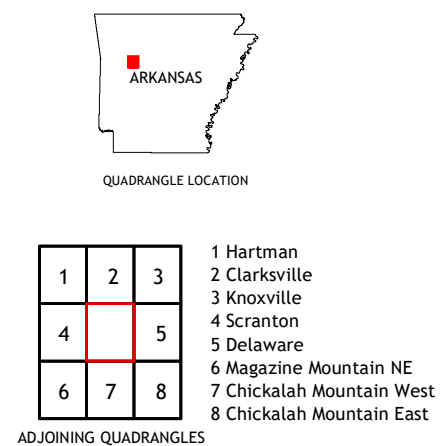 ARKANSAS
QUADRANGLE LOCATION
1 2 3
4 5
6 7 8
1 Hartman
2 Clarksville
3 Knoxville
4 Scranton
5 Delaware
6 Magazine Mountain NE
7 Chickalah Mountain West
8 Chickalah Mountain East
ADJOINING QUADRANGLES